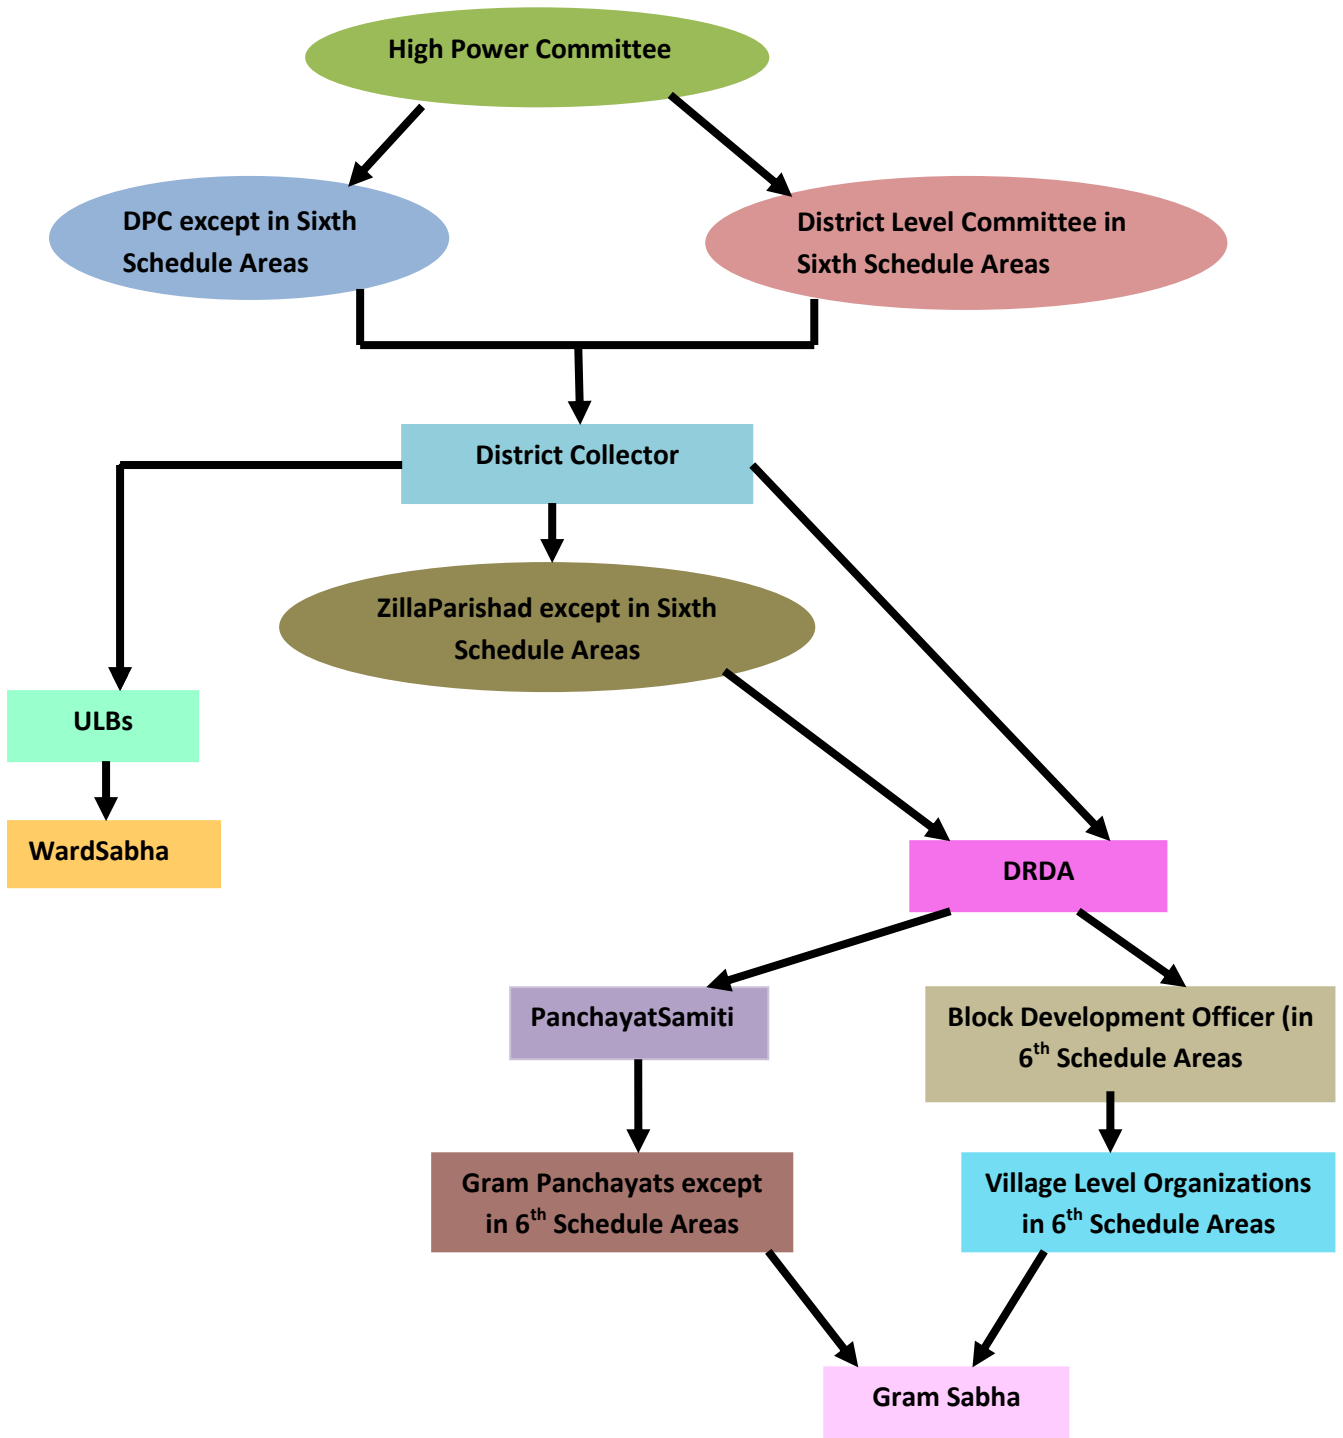 High Power Committee
DPC except in Sixth
Schedule Areas
District Level Committee in
Sixth Schedule Areas
District Collector
ZillaParishad except in Sixth
Schedule Areas
ULBs
WardSabha
DRDA
PanchayatSamiti
Block Development Officer (in
6th Schedule Areas
Gram Panchayats except
in 6th Schedule Areas
Village Level Organizations
in 6th Schedule Areas
Gram Sabha